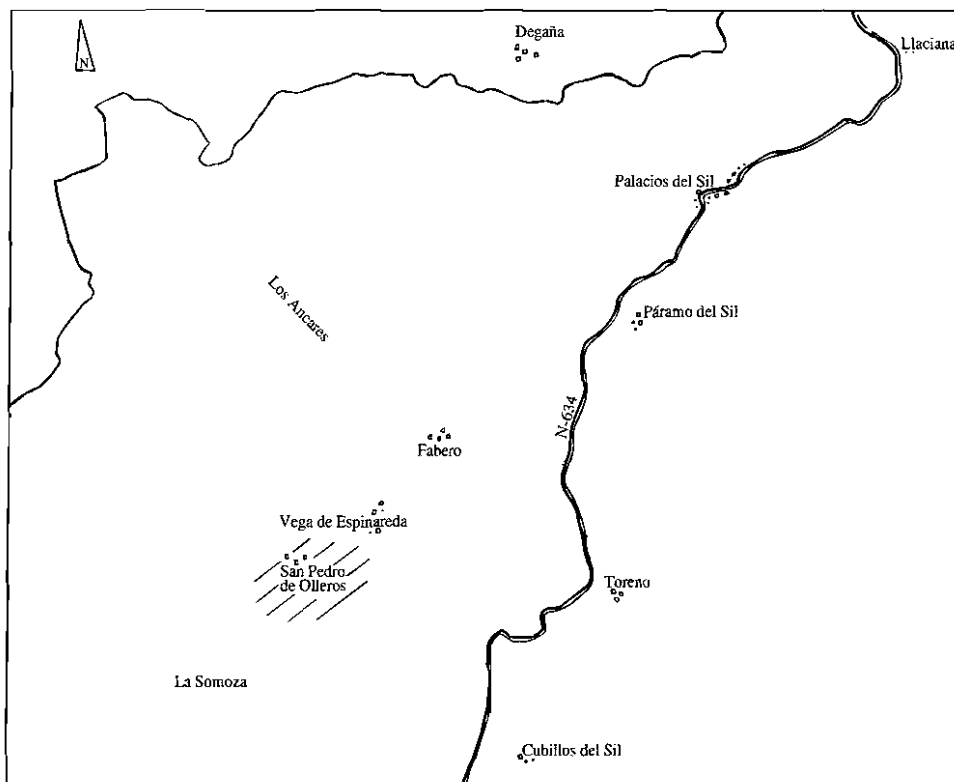 Degaña
Llaciana
N
Palacios del Sil
Los Ancares
Páramo del Sil
N-634
Fabero
Vega de Espinareda
San Pedro
de Olleros
Toreno
La Somoza
Cubillos del Sil